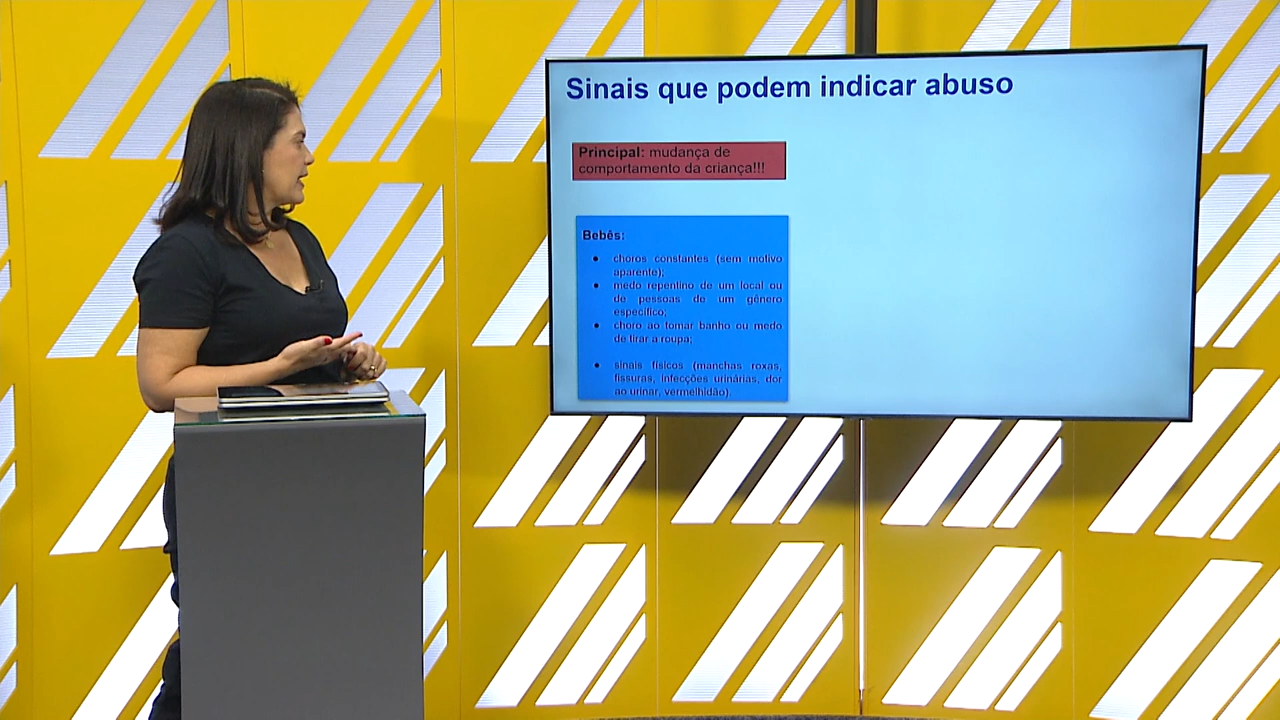 Sinais que podem indicar abuso
Principal: mudança de
comportamento da criança!!!
Bebês:
● choros constantes (sem motivo
aparente);
● medo repentino de um local ou
de pessoas de um gênero
específico;
● choro ao tomar banho ou medo
de tirar a roupa;
● sinais físicos (manchas roxas,
fissuras, infecções urinárias, dor
ao urinar, vermelhidão).